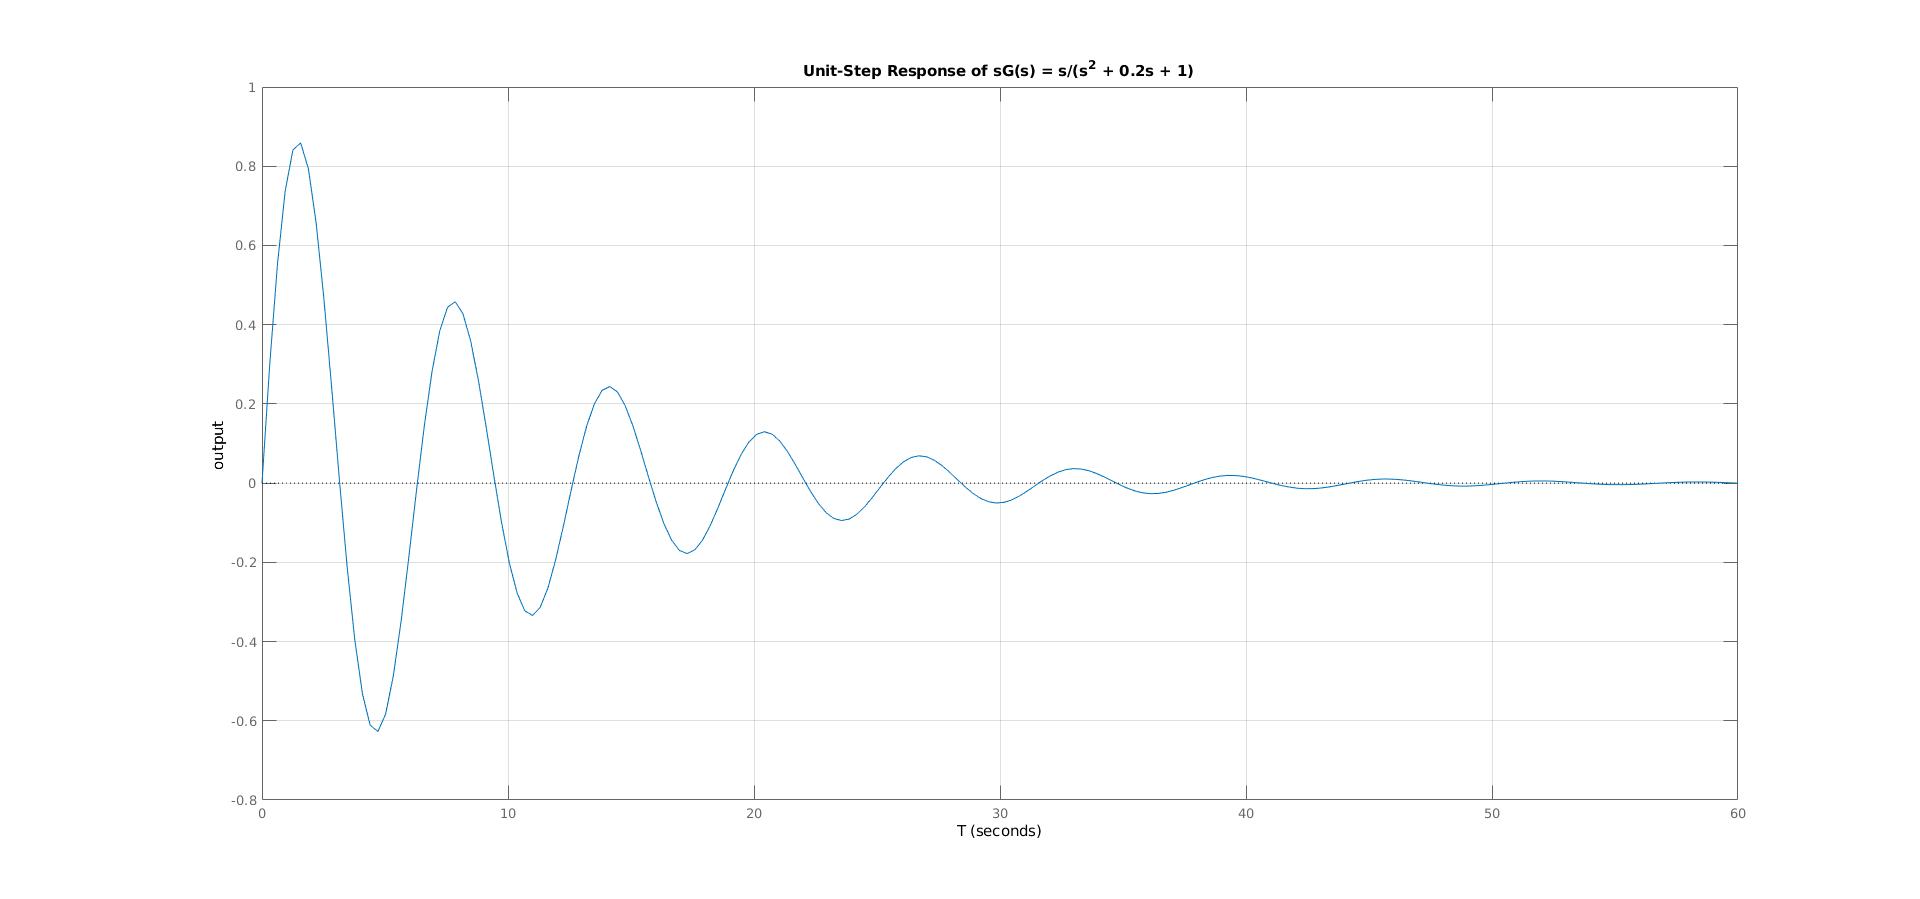 Unit-Step Response of sG(s) = s/(s² + 0.2s + 1)
1
0.8
0.6
0.4
0.2
0
-0.2
-0.4
-0.6
-0.8
output
0 10 20 30 40 50 60
T (seconds)